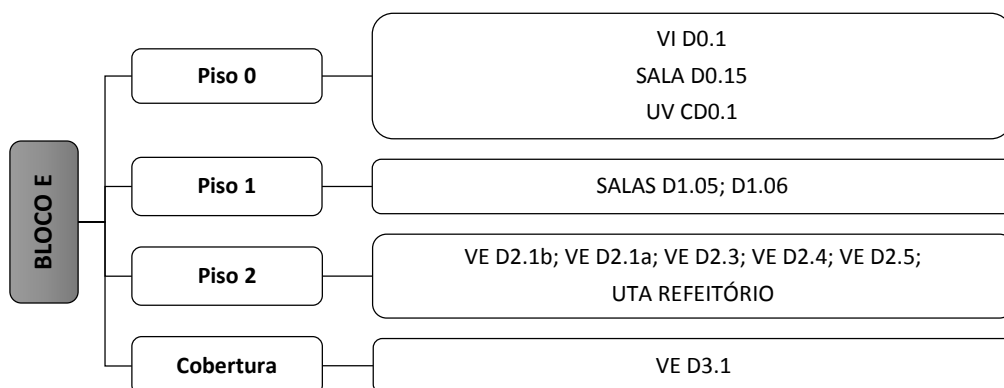 BLOCO E
Piso 0
VI D0.1
SALA D0.15
UV CD0.1
Piso 1
SALAS D1.05; D1.06
Piso 2
VE D2.1b; VE D2.1a; VE D2.3; VE D2.4; VE D2.5;
UTA REFEITÓRIO
Cobertura
VE D3.1